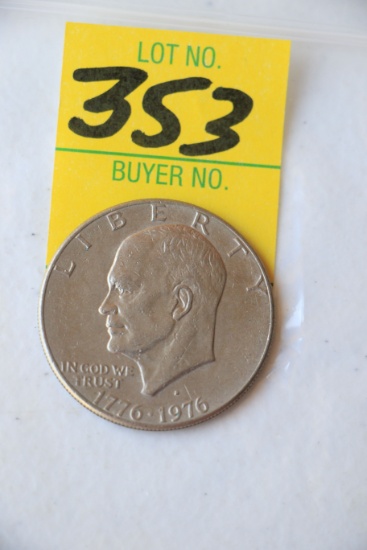 LOT NO.
353
BUYER NO.
LIBERTY
IN GOD WE
TRUST
1776·1976